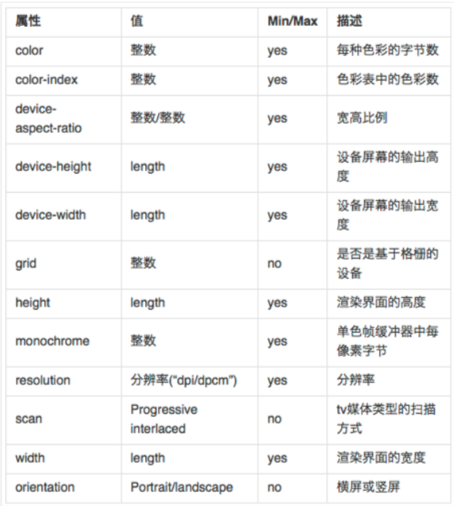 属性 值 Min/Max 描述
color 整数 yes 每种色彩的字节数
color-index 整数 yes 色彩表中的色彩数
device-
aspect-ratio 整数/整数 yes 宽高比例
device-height length yes 设备屏幕的输出高
度
device-width length yes 设备屏幕的输出宽
度
grid 整数 no 是否是基于格栅的
设备
height length yes 渲染界面的高度
monochrome 整数 yes 单色帧缓冲器中每
像素字节
resolution 分辨率("dpi/dpcm") yes 分辨率
scan Progressive
interlaced no tv媒体类型的扫描
方式
width length yes 渲染界面的宽度
orientation Portrait/landscape no 横屏或竖屏